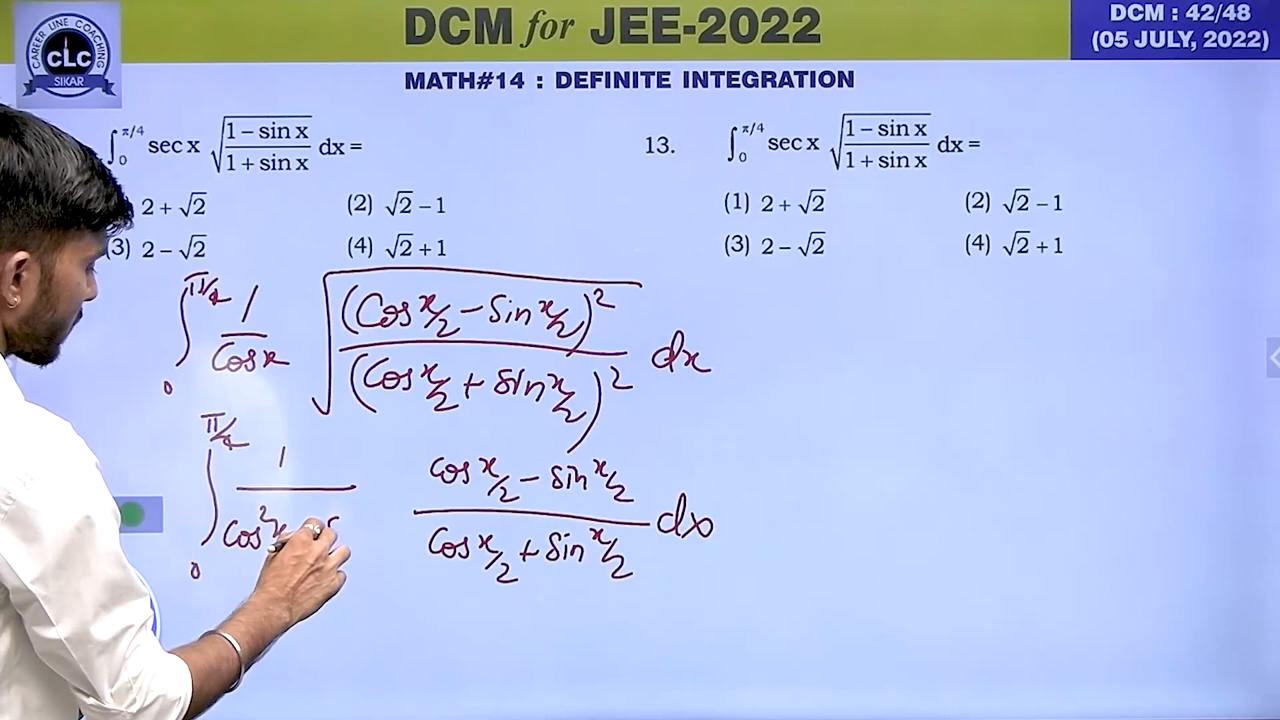 CAREER LINE COACHING
CLC
SIKAR
DCM for JEE-2022
DCM : 42/48
(05 JULY, 2022)
MATH#14 : DEFINITE INTEGRATION
∫₀^{π/4} sec x √((1 – sin x)/(1 + sin x)) dx =
2 + √2 (2) √2 – 1
(3) 2 – √2 (4) √2 + 1
13. ∫₀^{π/4} sec x √((1 – sin x)/(1 + sin x)) dx =
(1) 2 + √2 (2) √2 – 1
(3) 2 – √2 (4) √2 + 1
∫₀^{π/4} 1/Cosx √((Cos x/2 – Sin x/2)²/(Cos x/2 + Sin x/2)²) dx
∫₀^{π/4} 1/Cos²x (Cos x/2 – Sin x/2)/(Cos x/2 + Sin x/2) dx